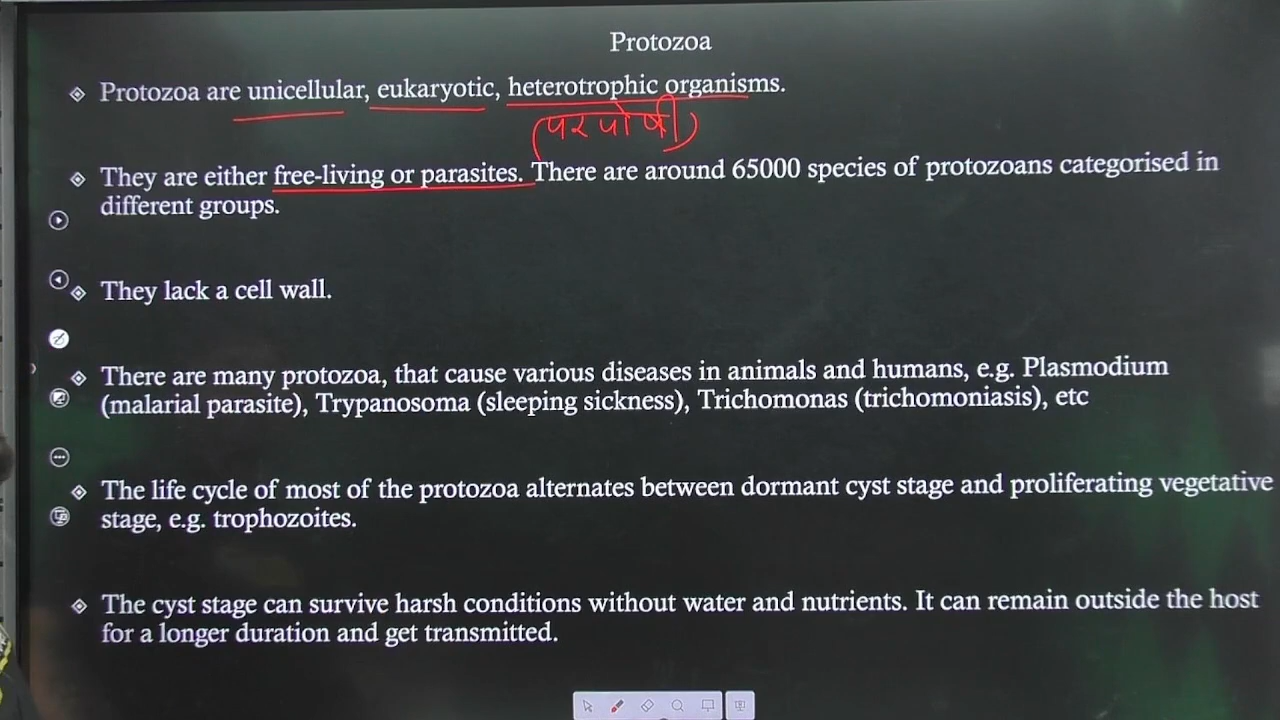 Protozoa
Protozoa are unicellular, eukaryotic, heterotrophic organisms.
(परपोषी)
They are either free-living or parasites. There are around 65000 species of protozoans categorised in
different groups.
They lack a cell wall.
There are many protozoa, that cause various diseases in animals and humans, e.g. Plasmodium
(malarial parasite), Trypanosoma (sleeping sickness), Trichomonas (trichomoniasis), etc
The life cycle of most of the protozoa alternates between dormant cyst stage and proliferating vegetative
stage, e.g. trophozoites.
The cyst stage can survive harsh conditions without water and nutrients. It can remain outside the host
for a longer duration and get transmitted.